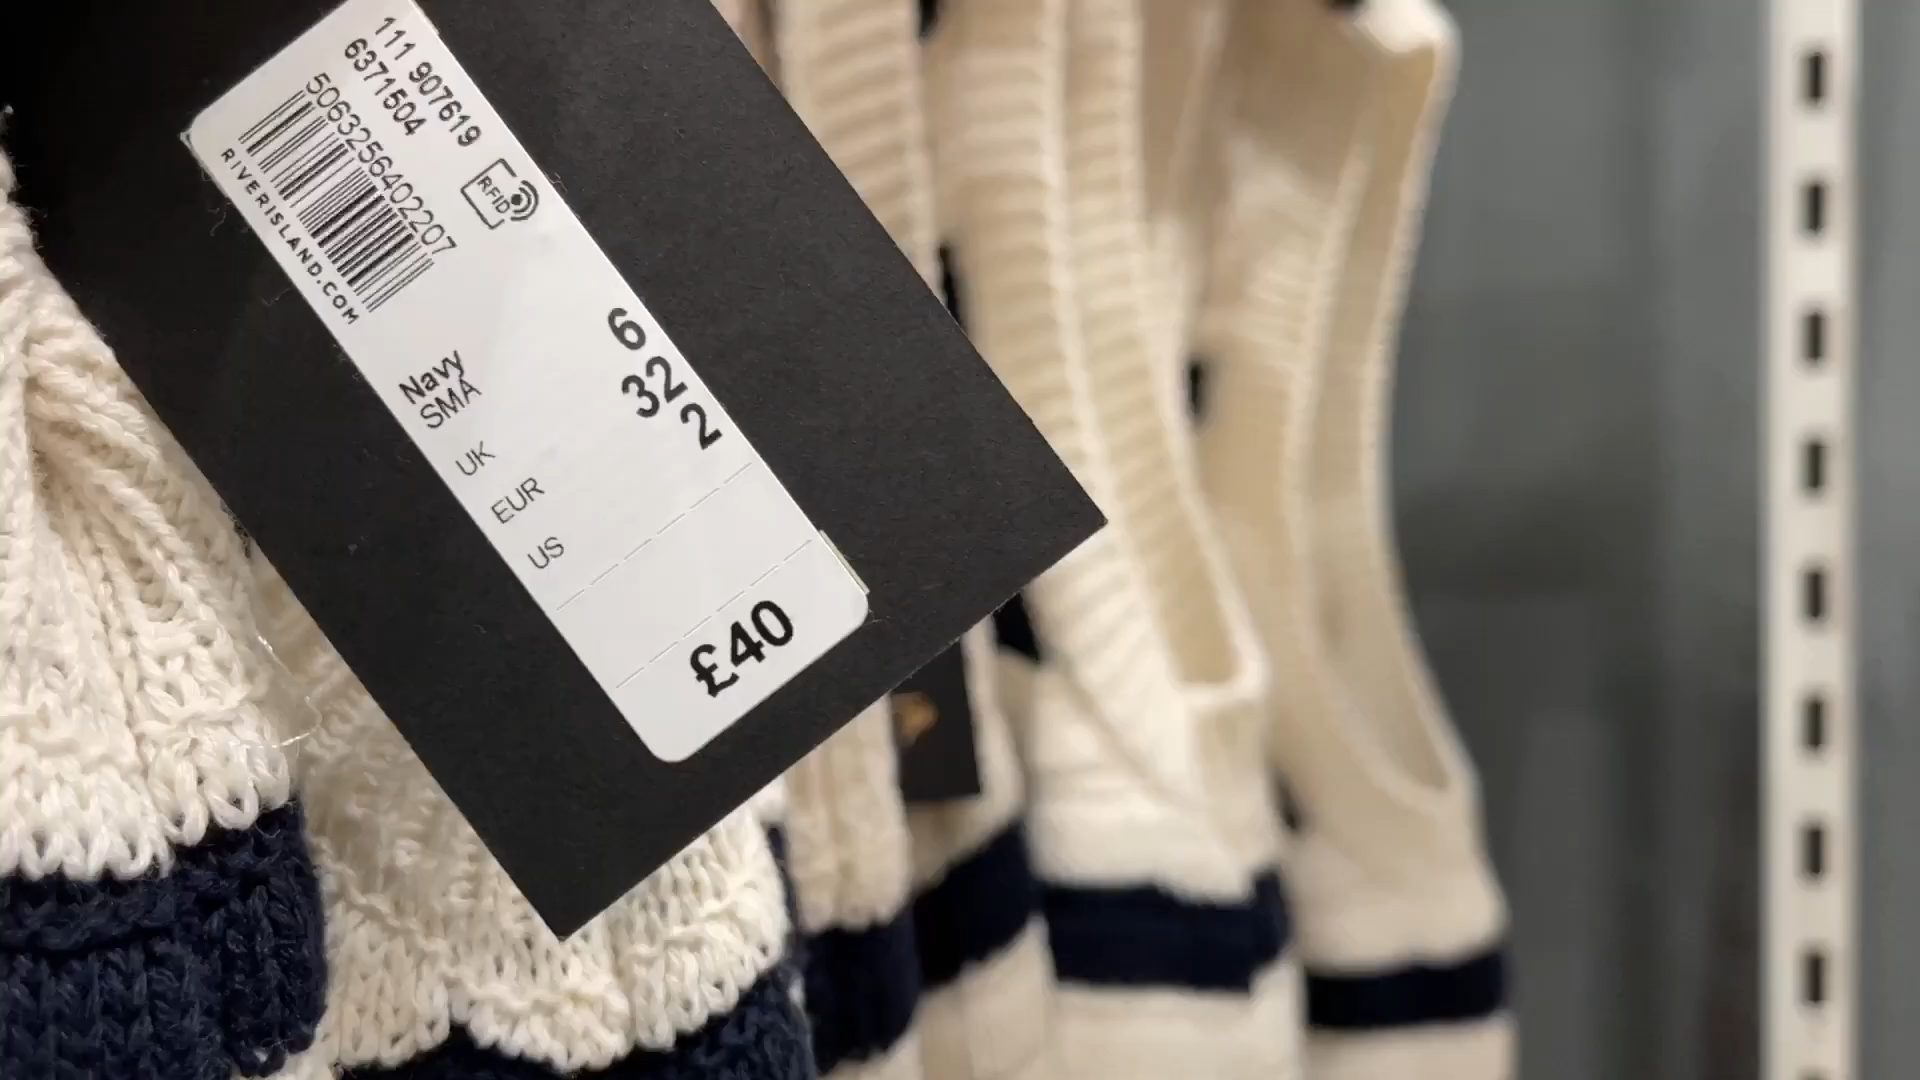 111 907619
6371504
5063256402207
RIVERISLAND.COM
RFID
Navy
SMA
UK 6
EUR 32
US 2
£40